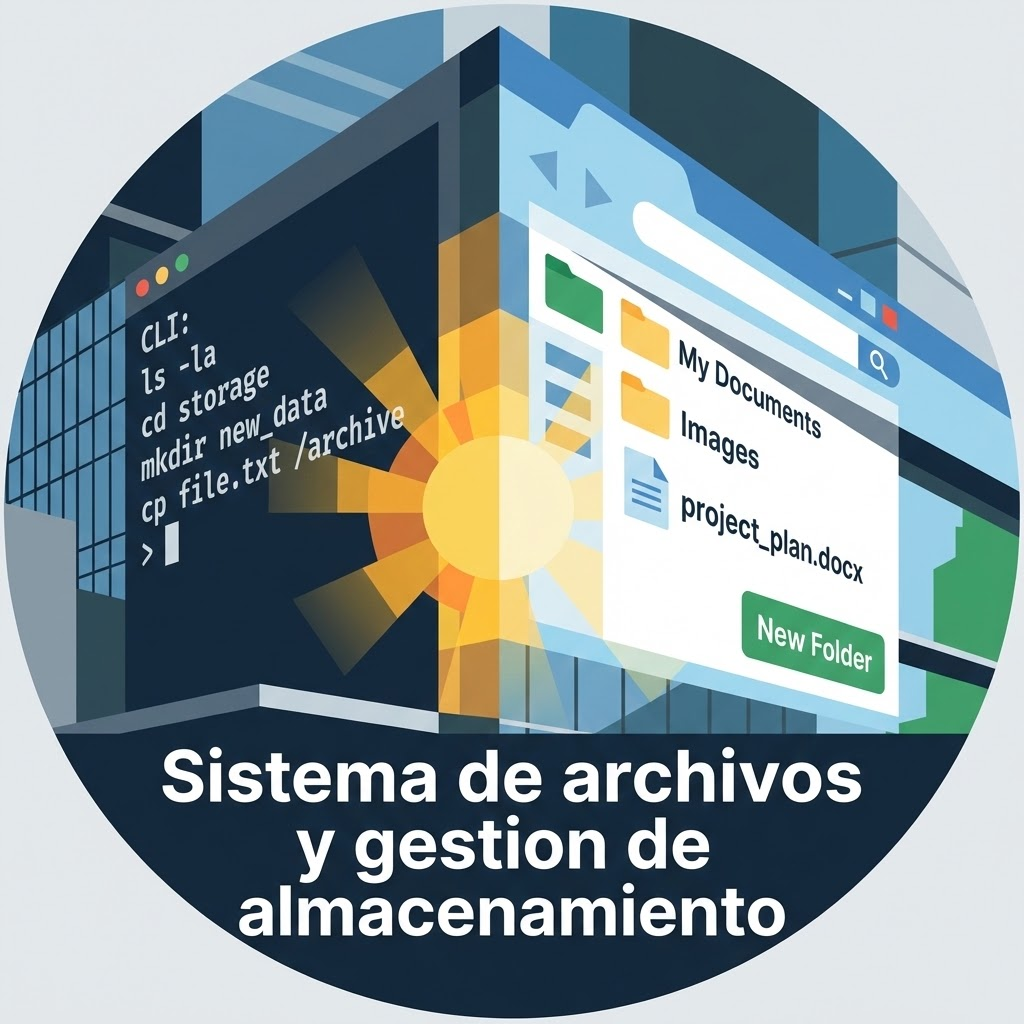 CLI:
ls -la
cd storage
mkdir new_data
cp file.txt /archive
>
My Documents
Images
project_plan.docx
New Folder
Sistema de archivos
y gestion de
almacenamiento